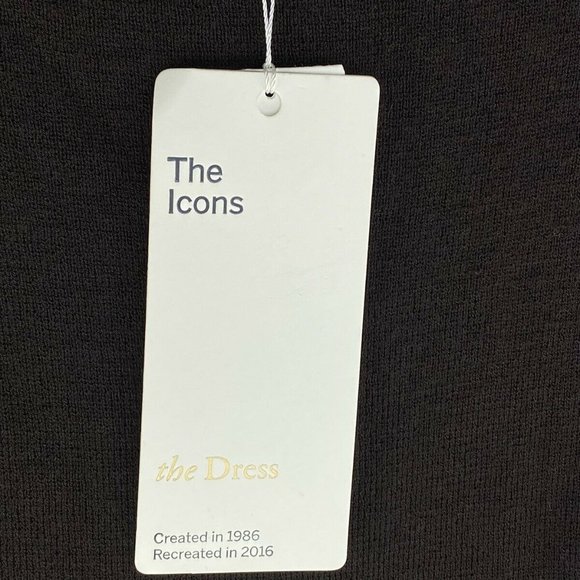 The
Icons
the Dress
Created in 1986
Recreated in 2016